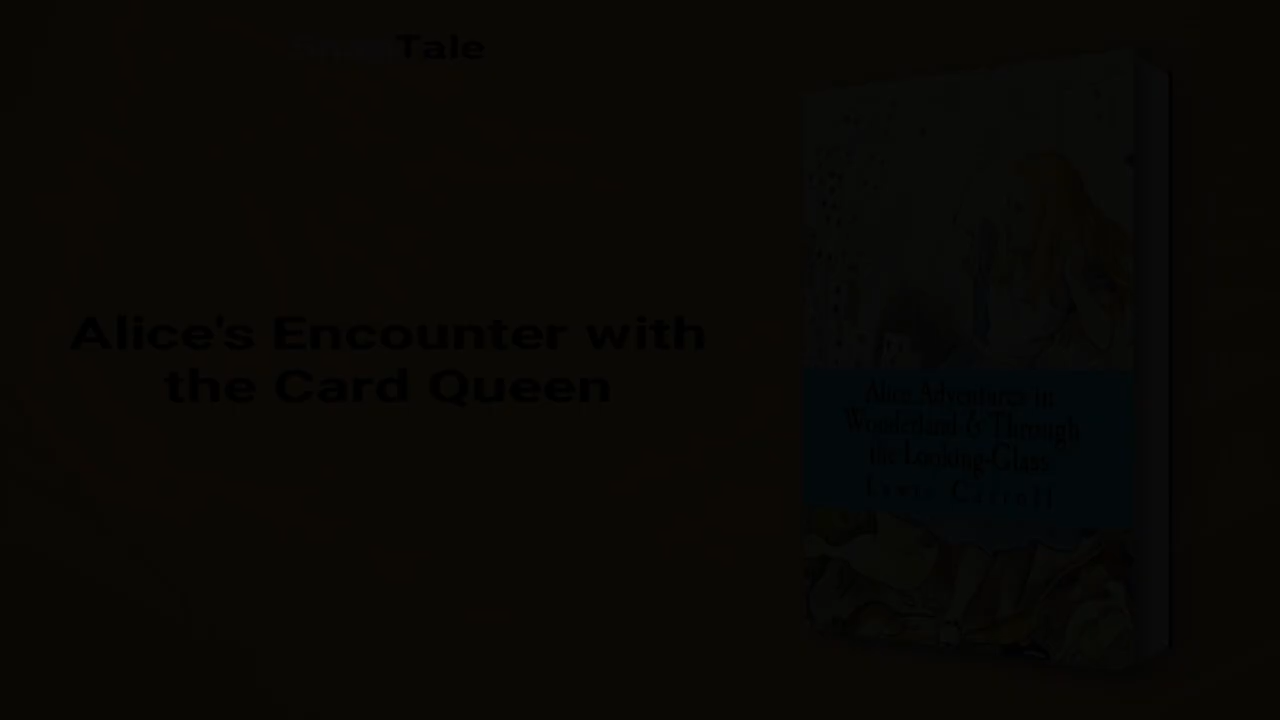 Tale
Alice's Encounter with
the Card Queen
Alice Adventures in
Wonderland & Through
the Looking-Glass
Lewis Carroll